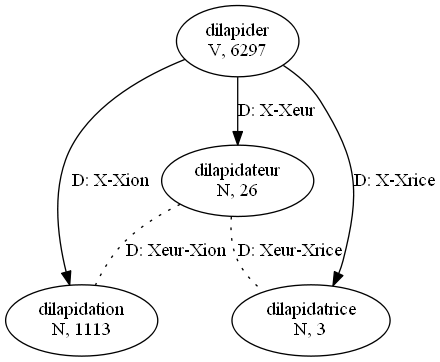 dilapider
V, 6297
D: X-Xeur
dilapidateur
N, 26
D: X-Xion
D: X-Xrice
D: Xeur-Xion
D: Xeur-Xrice
dilapidation
N, 1113
dilapidatrice
N, 3